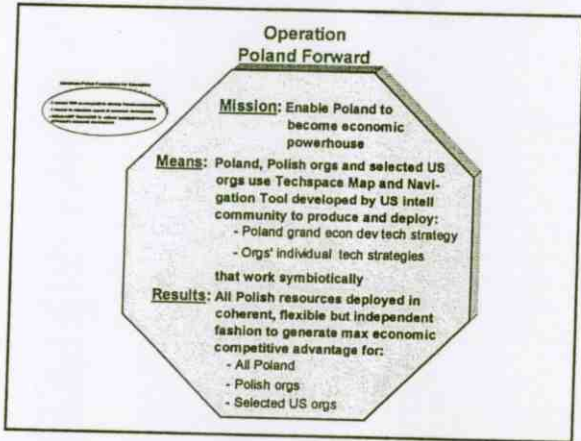 Operation
Poland Forward
Mission: Enable Poland to
become economic
powerhouse
Means: Poland, Polish orgs and selected US
orgs use Techspace Map and Navi-
gation Tool developed by US intell
community to produce and deploy:
- Poland grand econ dev tech strategy
- Orgs' individual tech strategies
that work symbiotically
Results: All Polish resources deployed in
coherent, flexible but independent
fashion to generate max economic
competitive advantage for:
- All Poland
- Polish orgs
- Selected US orgs